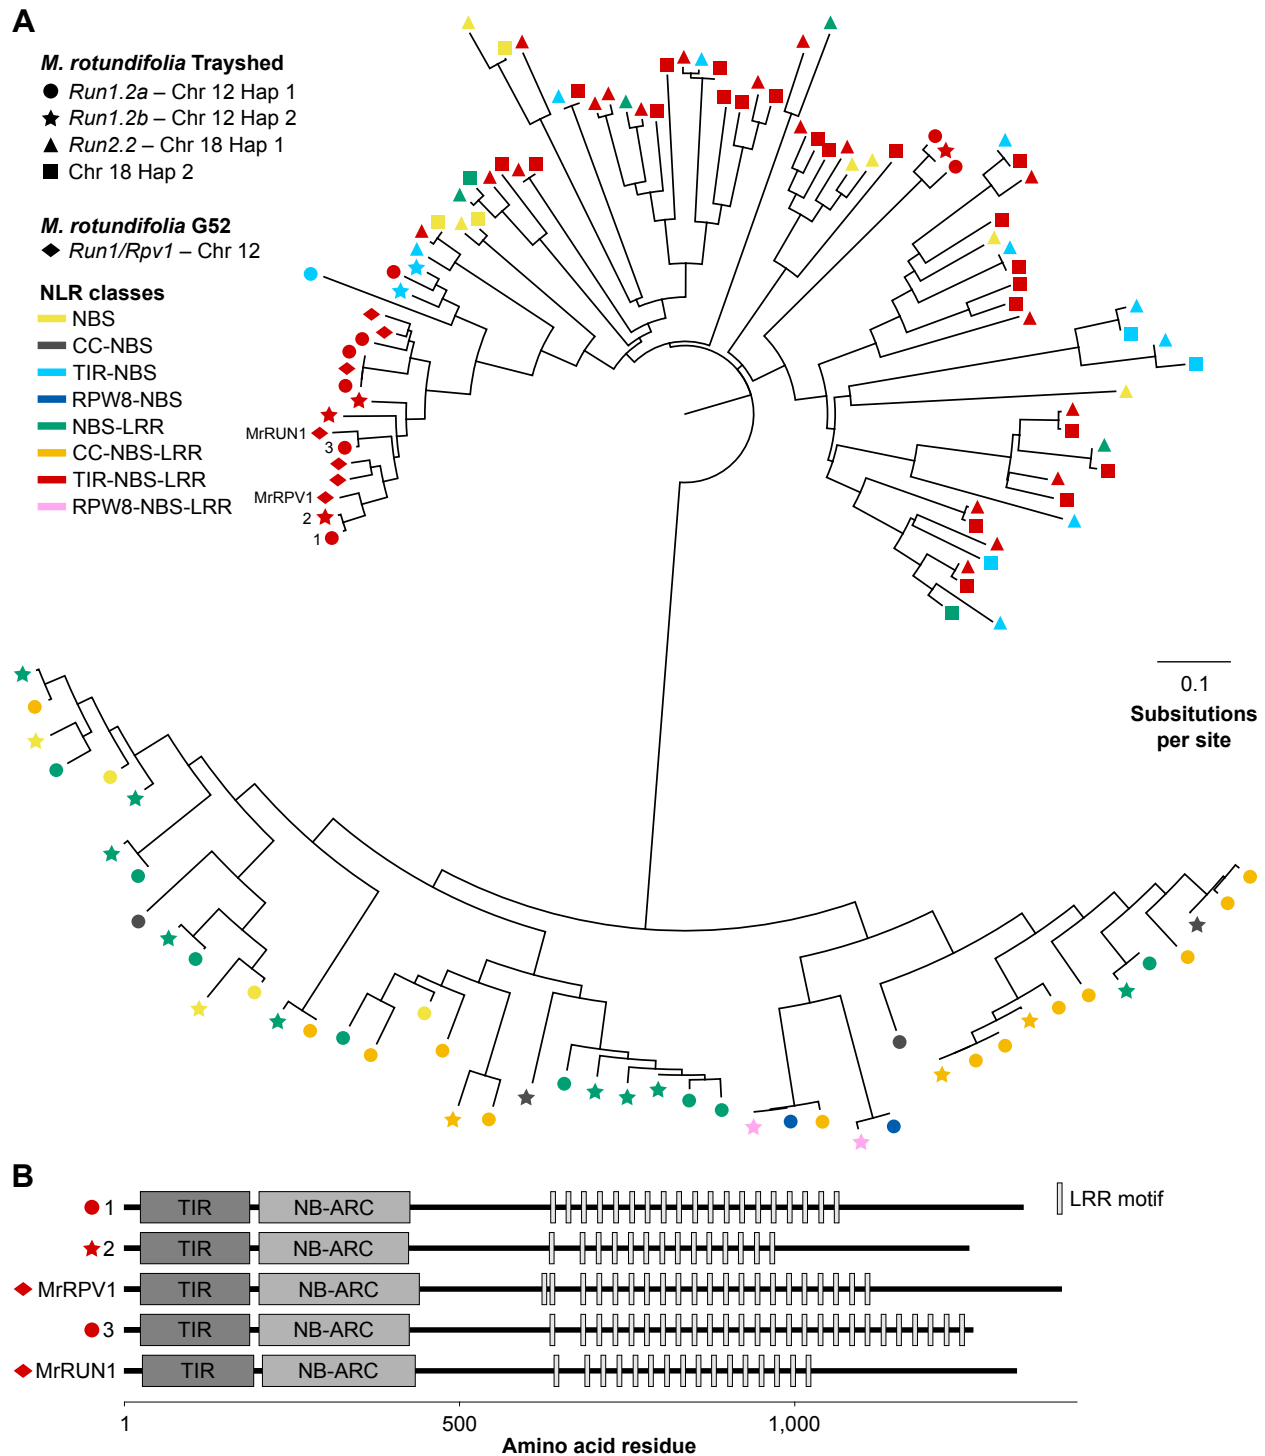 A
M. rotundifolia Trayshed
Run1.2a – Chr 12 Hap 1
Run1.2b – Chr 12 Hap 2
Run2.2 – Chr 18 Hap 1
Chr 18 Hap 2
M. rotundifolia G52
Run1/Rpv1 – Chr 12
NLR classes
NBS
CC-NBS
TIR-NBS
RPW8-NBS
NBS-LRR
CC-NBS-LRR
TIR-NBS-LRR
RPW8-NBS-LRR
MrRUN1
3
MrRPV1
2
1
0.1
Subsitutions
per site
B
1 TIR NB-ARC
LRR motif
2 TIR NB-ARC
MrRPV1 TIR NB-ARC
3 TIR NB-ARC
MrRUN1 TIR NB-ARC
1 500 1,000
Amino acid residue